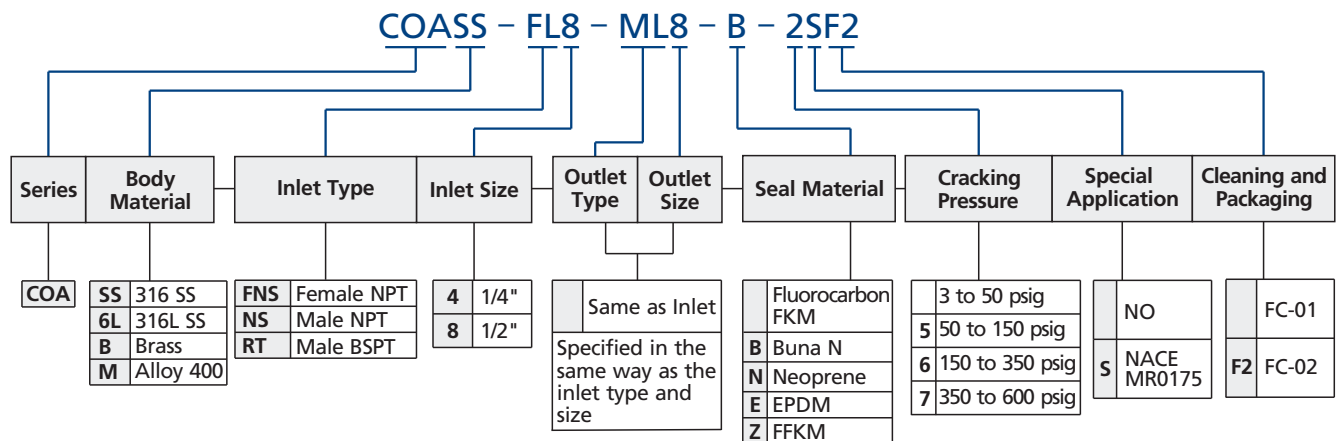 COASS – FL8 – ML8 – B – 2SF2
Series
Body
Material
Inlet Type
Inlet Size
Outlet
Type
Outlet
Size
Seal Material
Cracking
Pressure
Special
Application
Cleaning and
Packaging
COA
SS 316 SS
6L 316L SS
B Brass
M Alloy 400
FNS Female NPT
NS Male NPT
RT Male BSPT
4 1/4"
8 1/2"
Same as Inlet
Specified in the
same way as the
inlet type and
size
Fluorocarbon
FKM
B Buna N
N Neoprene
E EPDM
Z FFKM
3 to 50 psig
5 50 to 150 psig
6 150 to 350 psig
7 350 to 600 psig
NO
S NACE
MR0175
FC-01
F2 FC-02